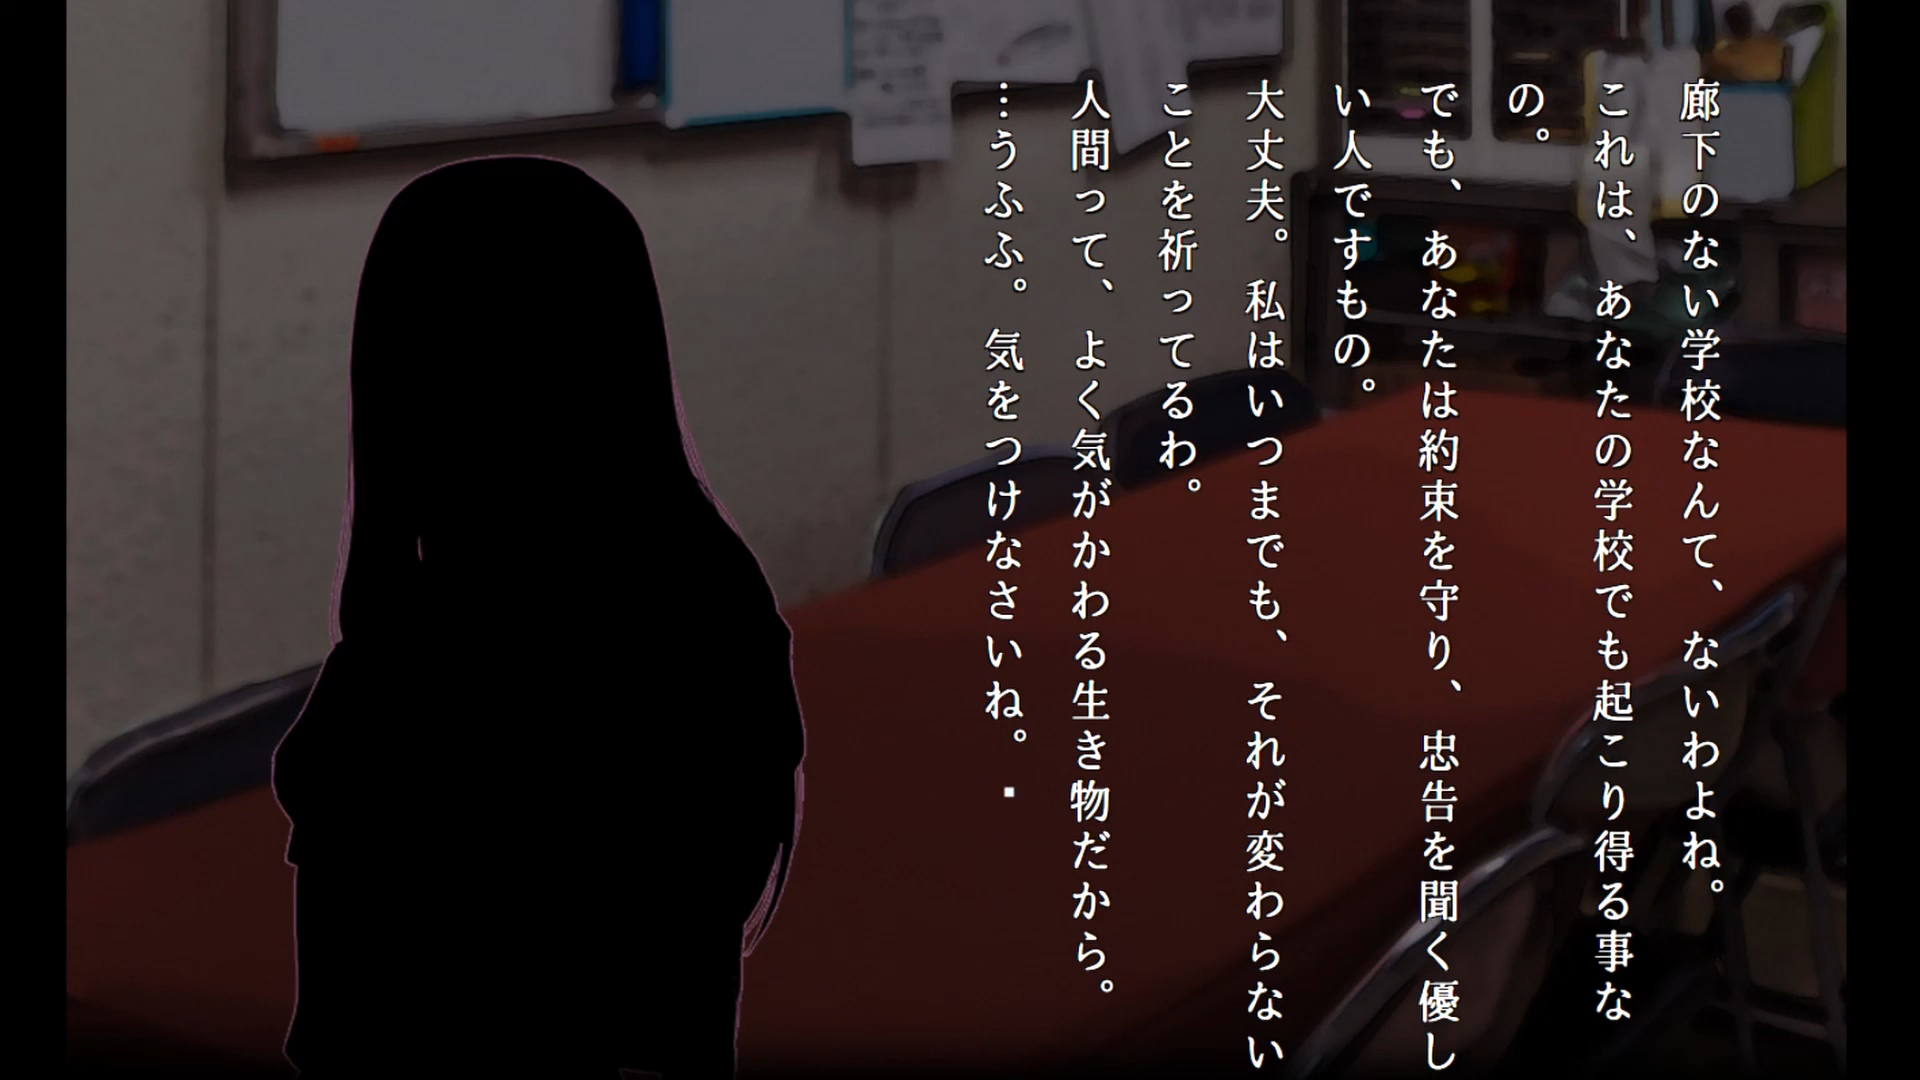 廊下のない学校なんて、ないわよね。
これは、あなたの学校でも起こり得る事な
の。
でも、あなたは約束を守り、忠告を聞く優し
い人ですもの。
大丈夫。私はいつまでも、それが変わらない
ことを祈ってるわ。
人間って、よく気がかわる生き物だから。
…うふふ。気をつけなさいね。